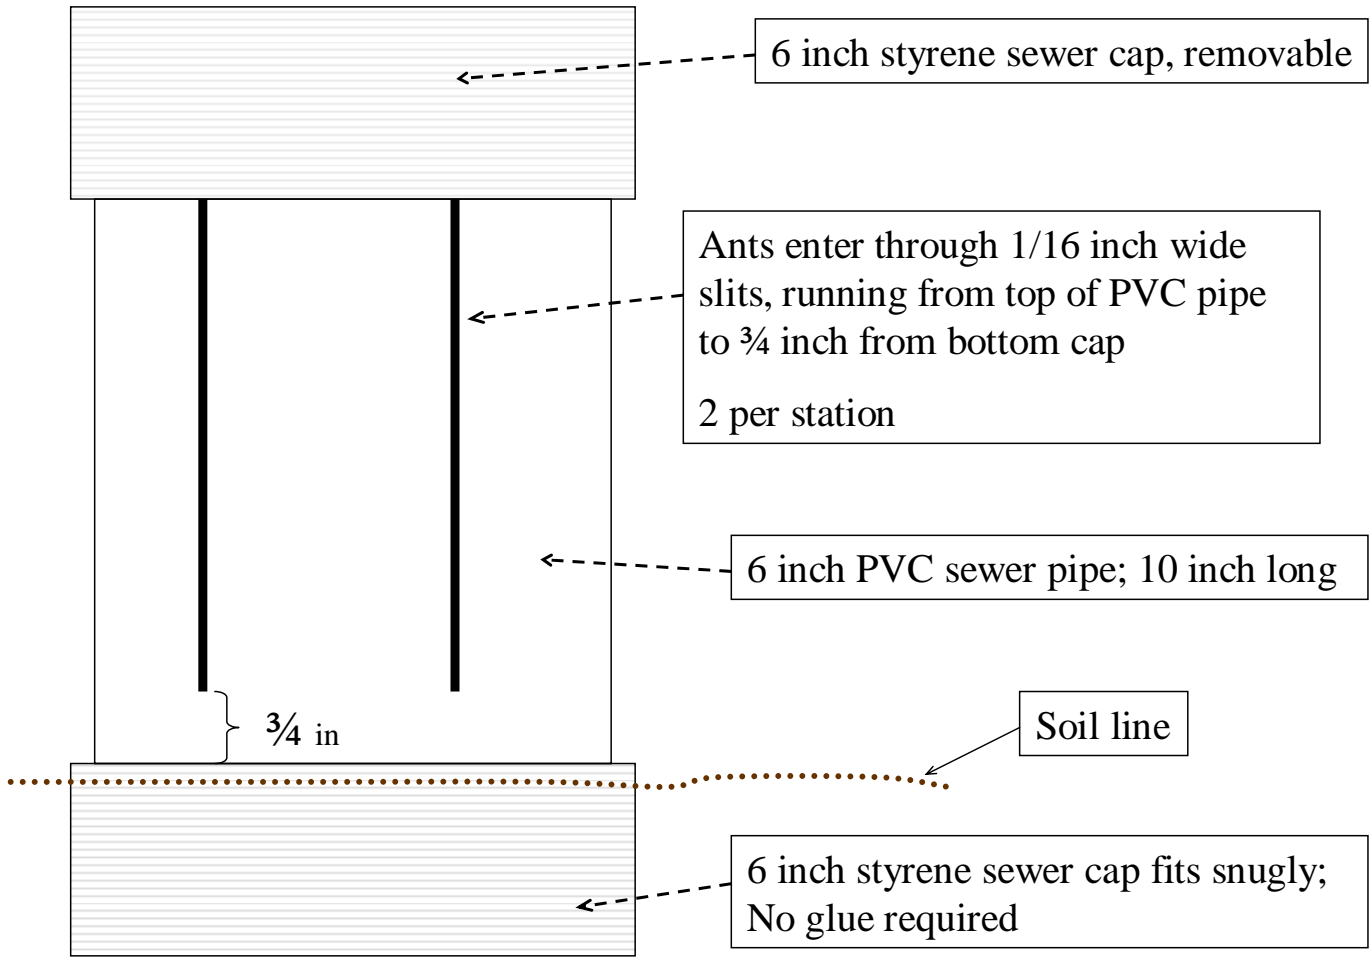 6 inch styrene sewer cap, removable
Ants enter through 1/16 inch wide
slits, running from top of PVC pipe
to ¾ inch from bottom cap
2 per station
6 inch PVC sewer pipe; 10 inch long
¾ in
Soil line
6 inch styrene sewer cap fits snugly;
No glue required